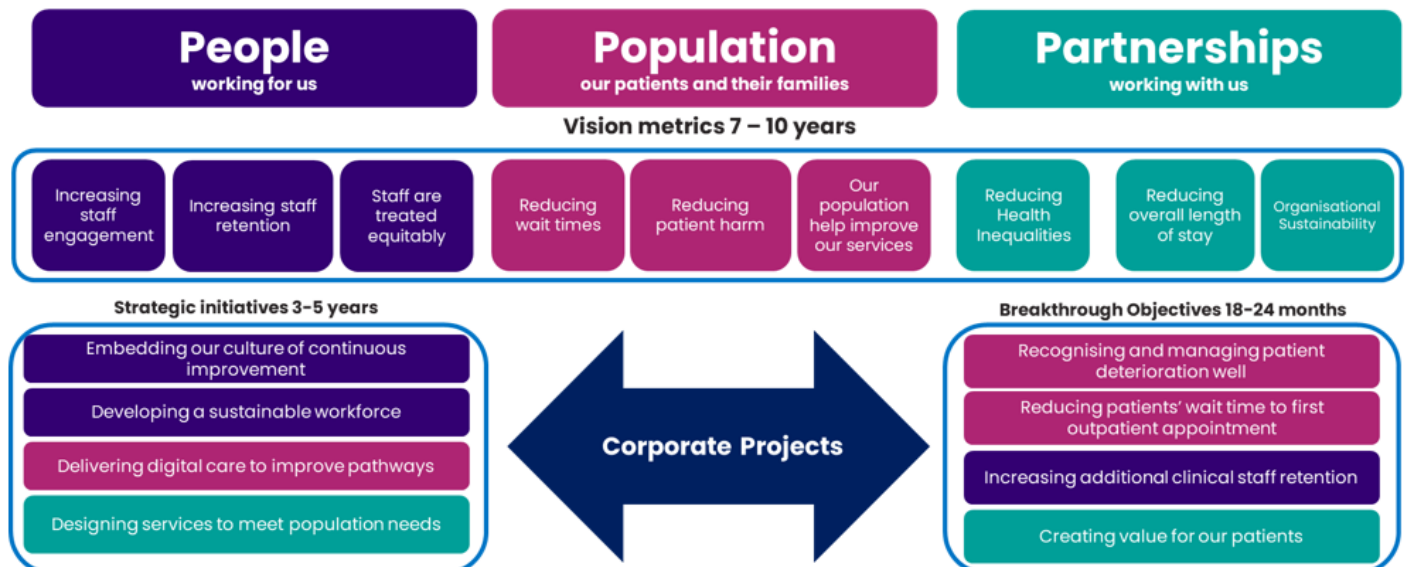 People
working for us
Population
our patients and their families
Partnerships
working with us
Vision metrics 7 – 10 years
Increasing
staff
engagement
Increasing staff
retention
Staff are
treated
equitably
Reducing
wait times
Reducing
patient harm
Our
population
help improve
our services
Reducing
Health
Inequalities
Reducing
overall length
of stay
Organisational
Sustainability
Strategic initiatives 3-5 years
Embedding our culture of continuous
improvement
Developing a sustainable workforce
Delivering digital care to improve pathways
Designing services to meet population needs
Corporate Projects
Breakthrough Objectives 18-24 months
Recognising and managing patient
deterioration well
Reducing patients’ wait time to first
outpatient appointment
Increasing additional clinical staff retention
Creating value for our patients